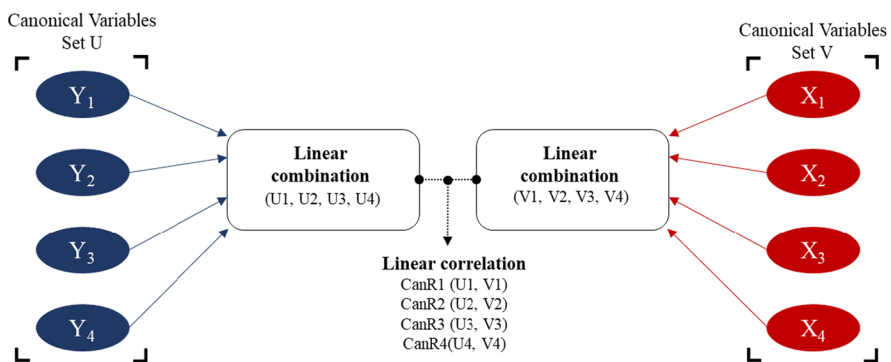 Canonical Variables
Set U
Y1
Y2
Y3
Y4
Linear
combination
(U1, U2, U3, U4)
Linear
combination
(V1, V2, V3, V4)
Linear correlation
CanR1 (U1, V1)
CanR2 (U2, V2)
CanR3 (U3, V3)
CanR4(U4, V4)
Canonical Variables
Set V
X1
X2
X3
X4